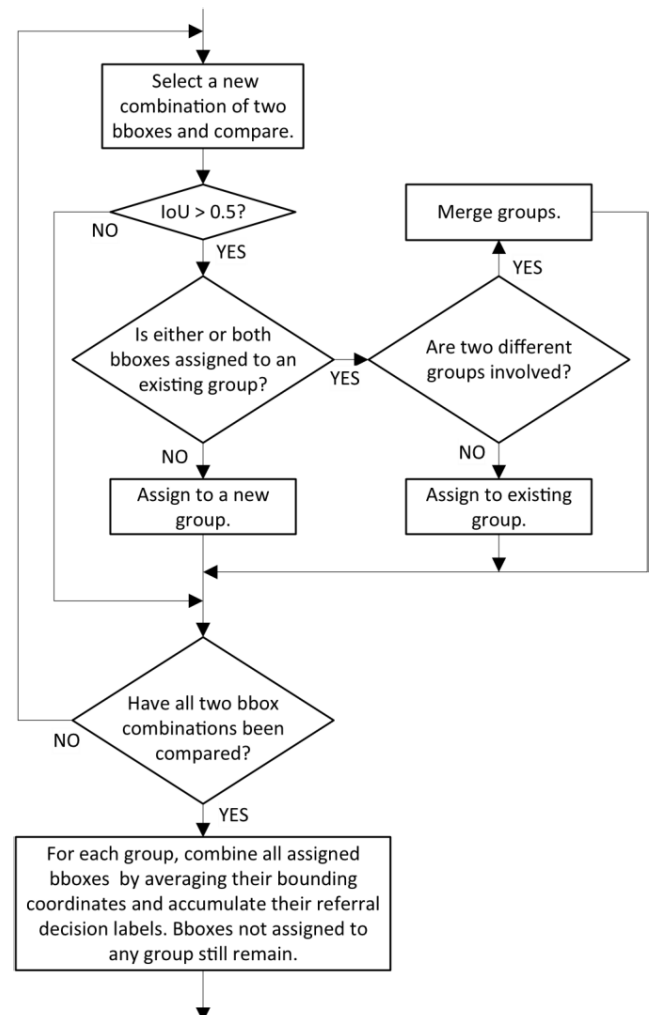 Select a new
combination of two
bboxes and compare.
IoU > 0.5?
NO
YES
Merge groups.
YES
Is either or both
bboxes assigned to an
existing group?
YES
Are two different
groups involved?
NO
NO
Assign to a new
group.
Assign to existing
group.
Have all two bbox
combinations been
compared?
NO
YES
For each group, combine all assigned
bboxes by averaging their bounding
coordinates and accumulate their referral
decision labels. Bboxes not assigned to
any group still remain.